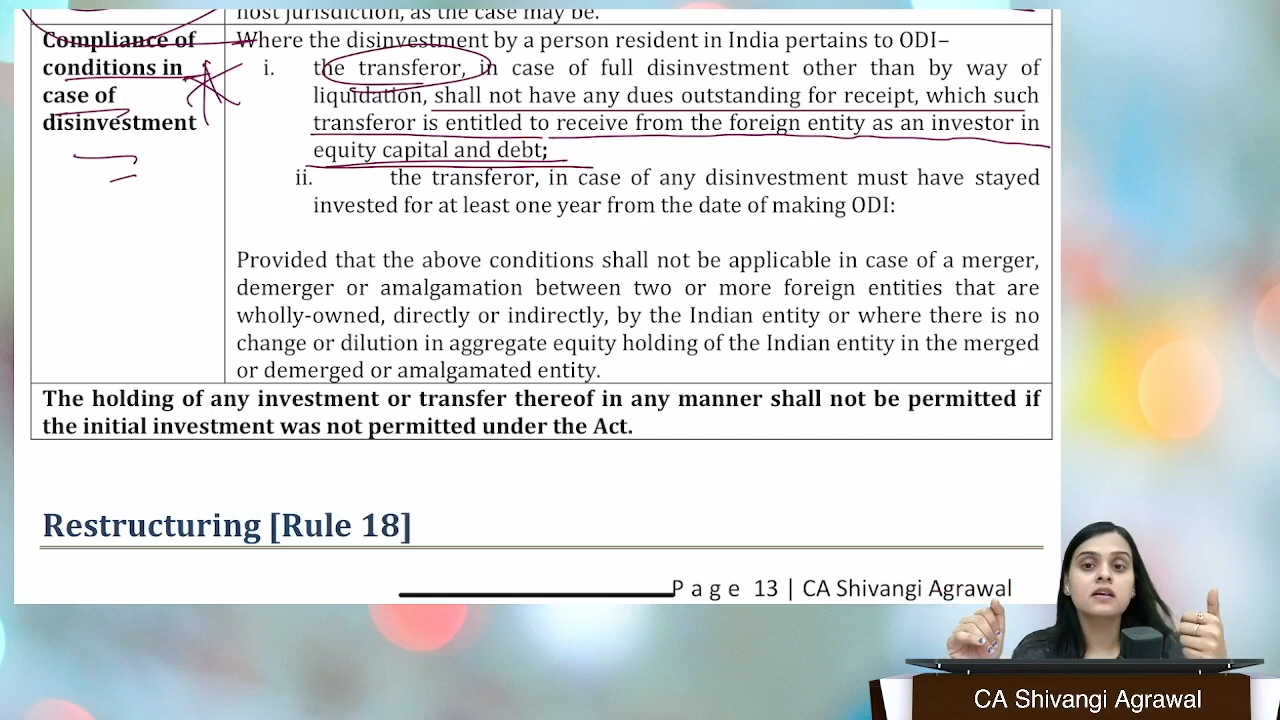 host jurisdiction, as the case may be.
Compliance of conditions in case of disinvestment
Where the disinvestment by a person resident in India pertains to ODI–
i. the transferor, in case of full disinvestment other than by way of
liquidation, shall not have any dues outstanding for receipt, which such
transferor is entitled to receive from the foreign entity as an investor in
equity capital and debt;
ii. the transferor, in case of any disinvestment must have stayed
invested for at least one year from the date of making ODI:
Provided that the above conditions shall not be applicable in case of a merger,
demerger or amalgamation between two or more foreign entities that are
wholly-owned, directly or indirectly, by the Indian entity or where there is no
change or dilution in aggregate equity holding of the Indian entity in the merged
or demerged or amalgamated entity.
The holding of any investment or transfer thereof in any manner shall not be permitted if
the initial investment was not permitted under the Act.
Restructuring [Rule 18]
P a g e 13 | CA Shivangi Agrawal
CA Shivangi Agrawal